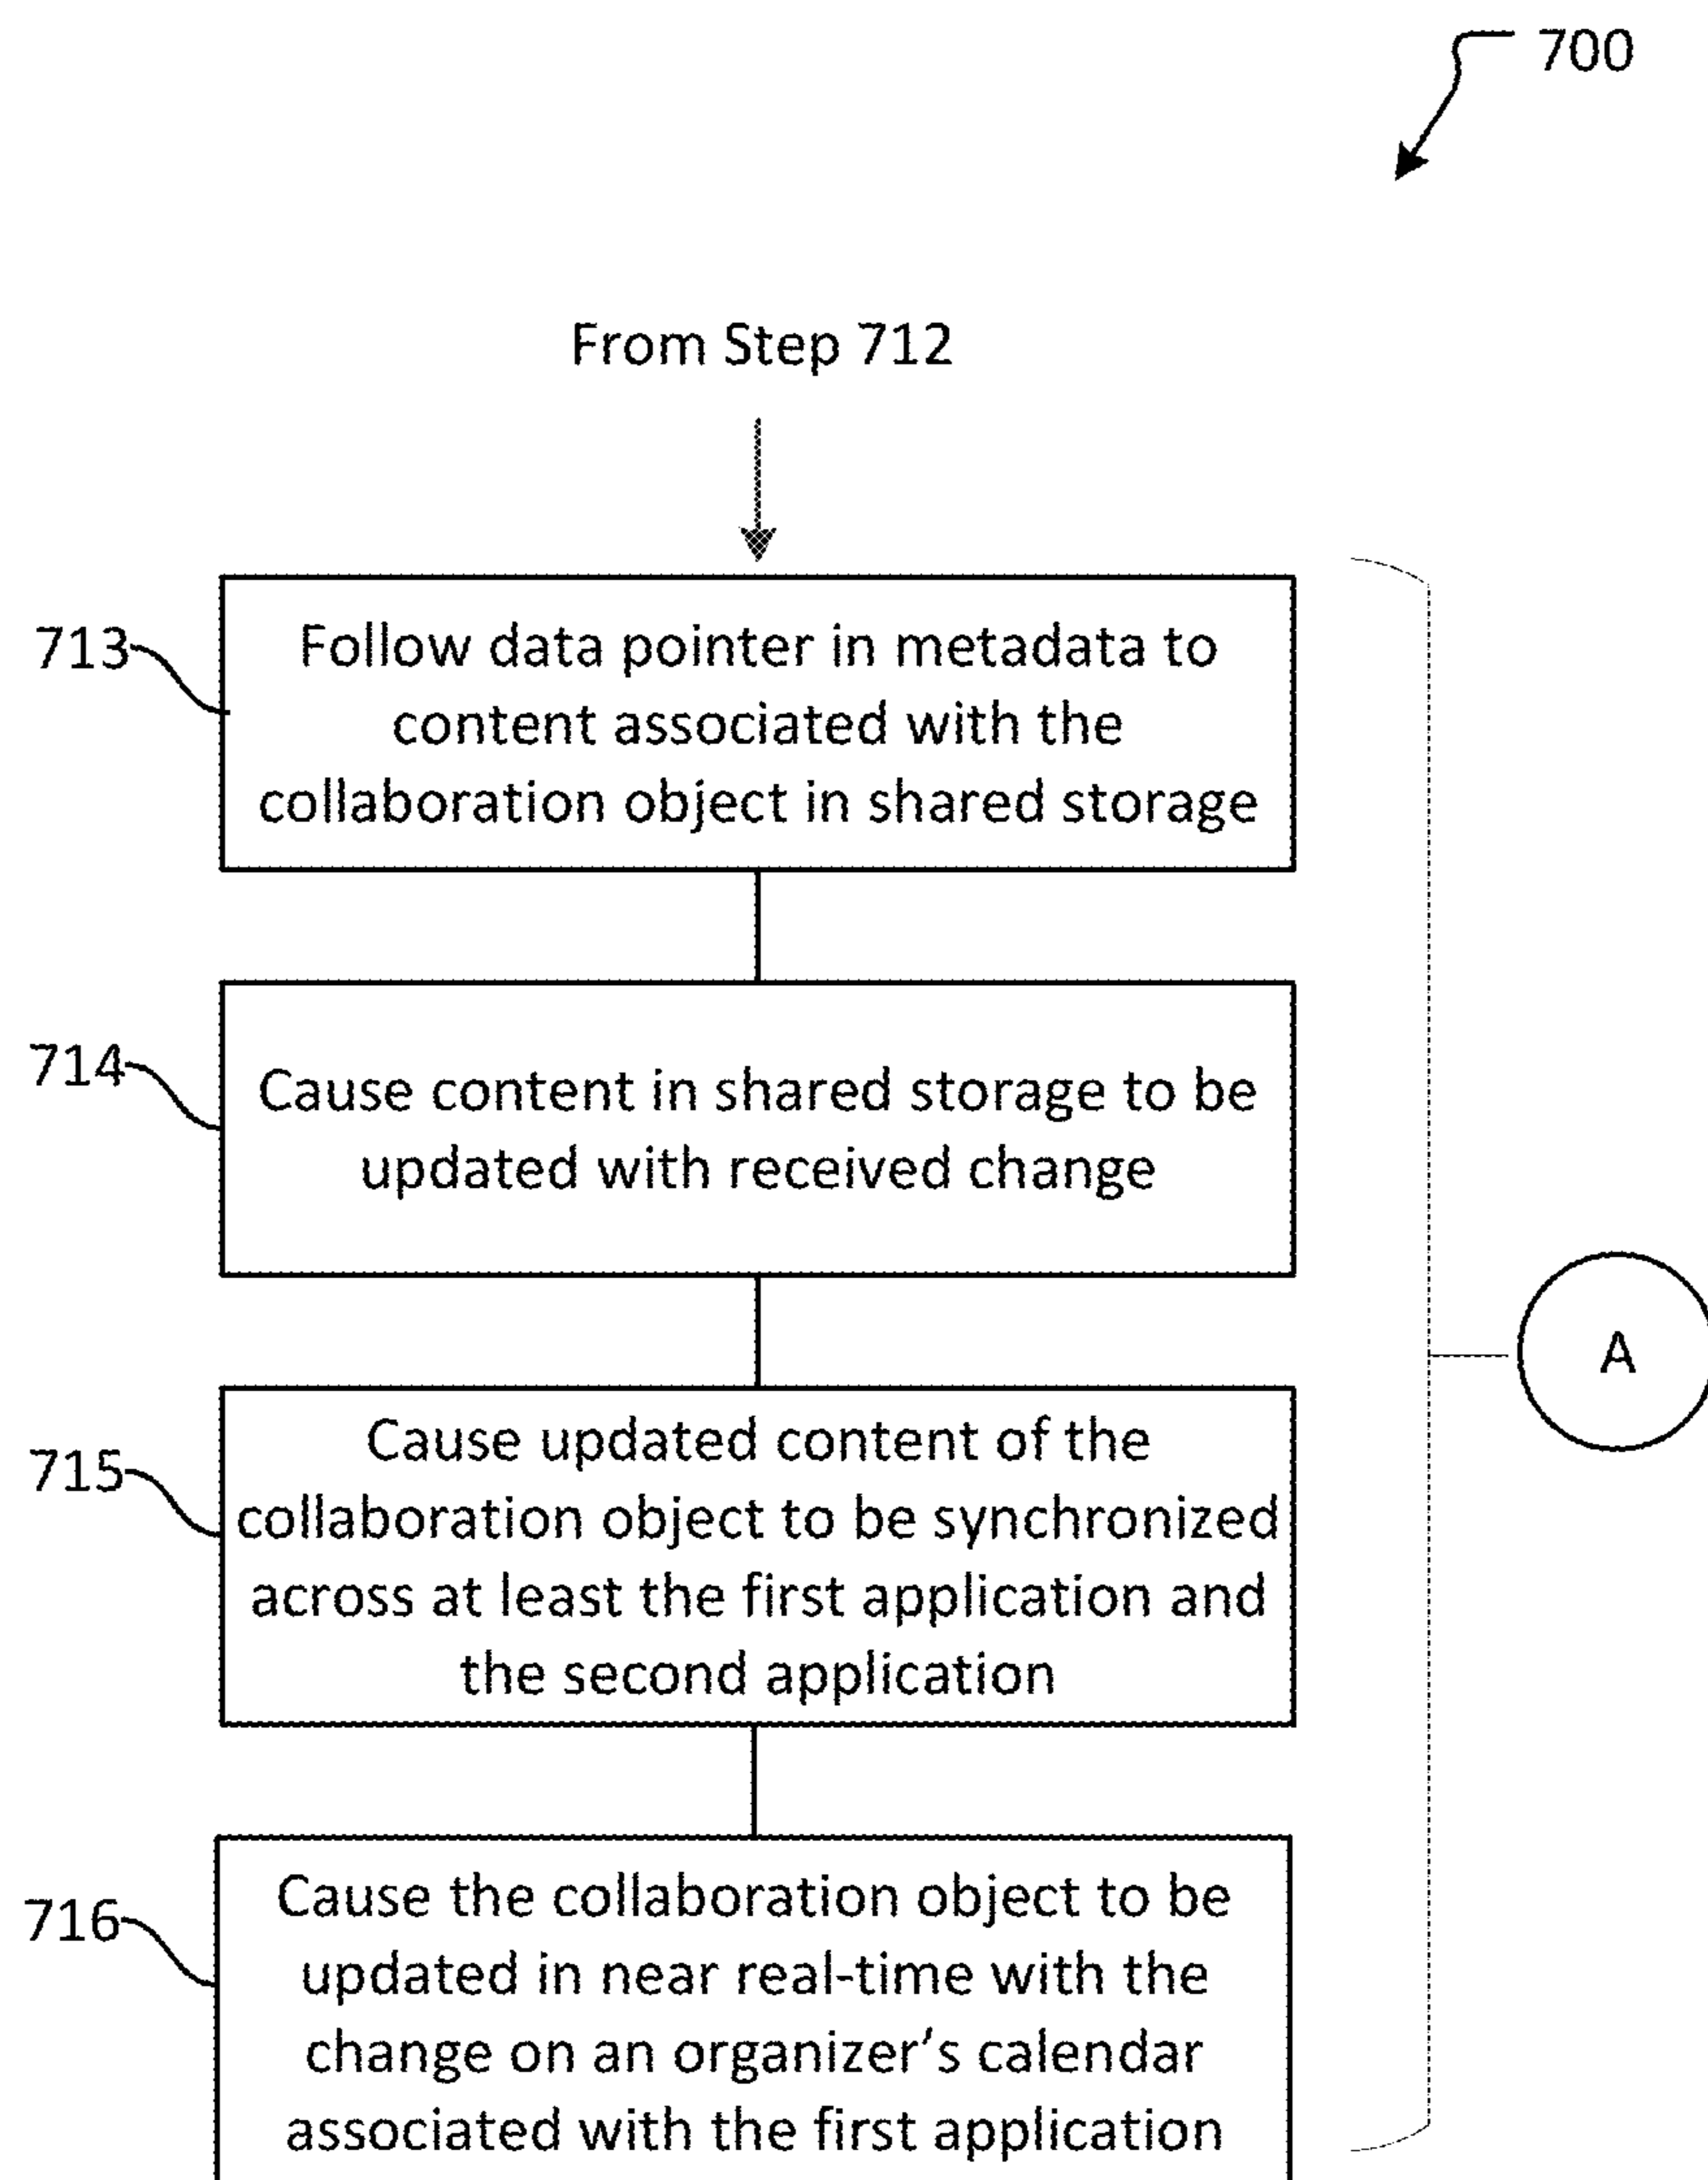 700
From Step 712
713
Follow data pointer in metadata to
content associated with the
collaboration object in shared storage
714
Cause content in shared storage to be
updated with received change
A
715
Cause updated content of the
collaboration object to be synchronized
across at least the first application and
the second application
716
Cause the collaboration object to be
updated in near real-time with the
change on an organizer's calendar
associated with the first application